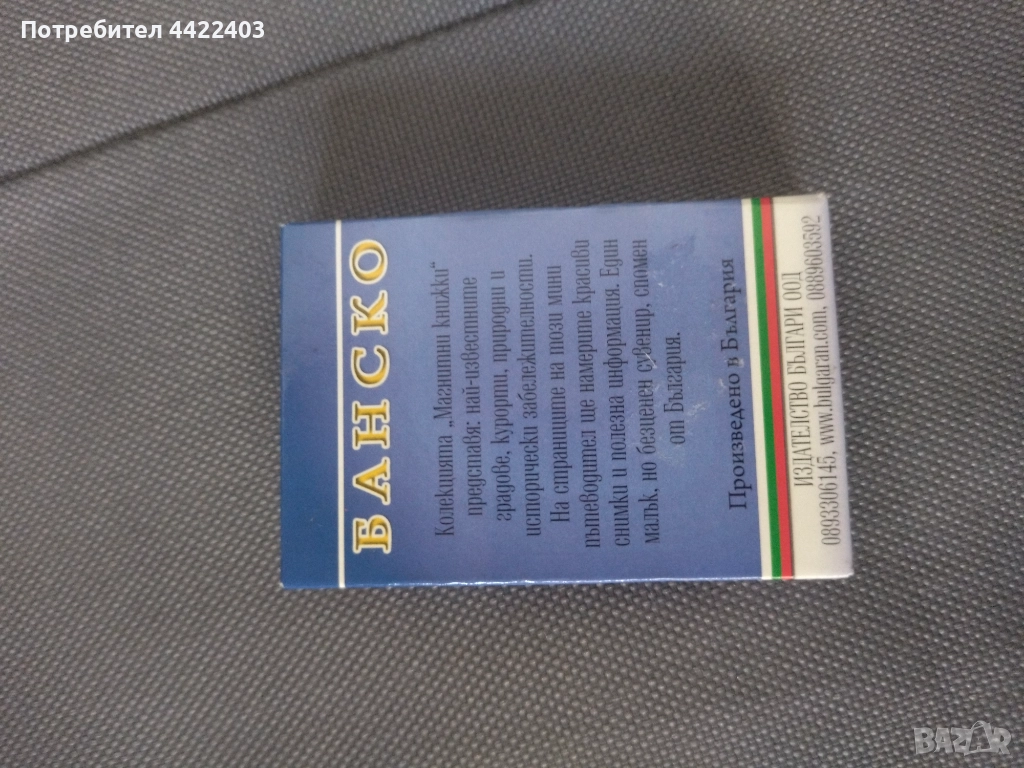 Потребител 4422403
БАНСКО
Колекцията „Магнитни книжки“
представя: най-известните
градове, курорти, природни и
исторически забележителности.
На страниците на този мини
пътеводител ще намерите красиви
снимки и полезна информация. Един
малък, но безценен сувенир, спомен
от България.
Произведено в България
ИЗДАТЕЛСТВО БЪЛГАРИ ООД
0893306145, www.bulgaran.com, 0889603592
BAZAR